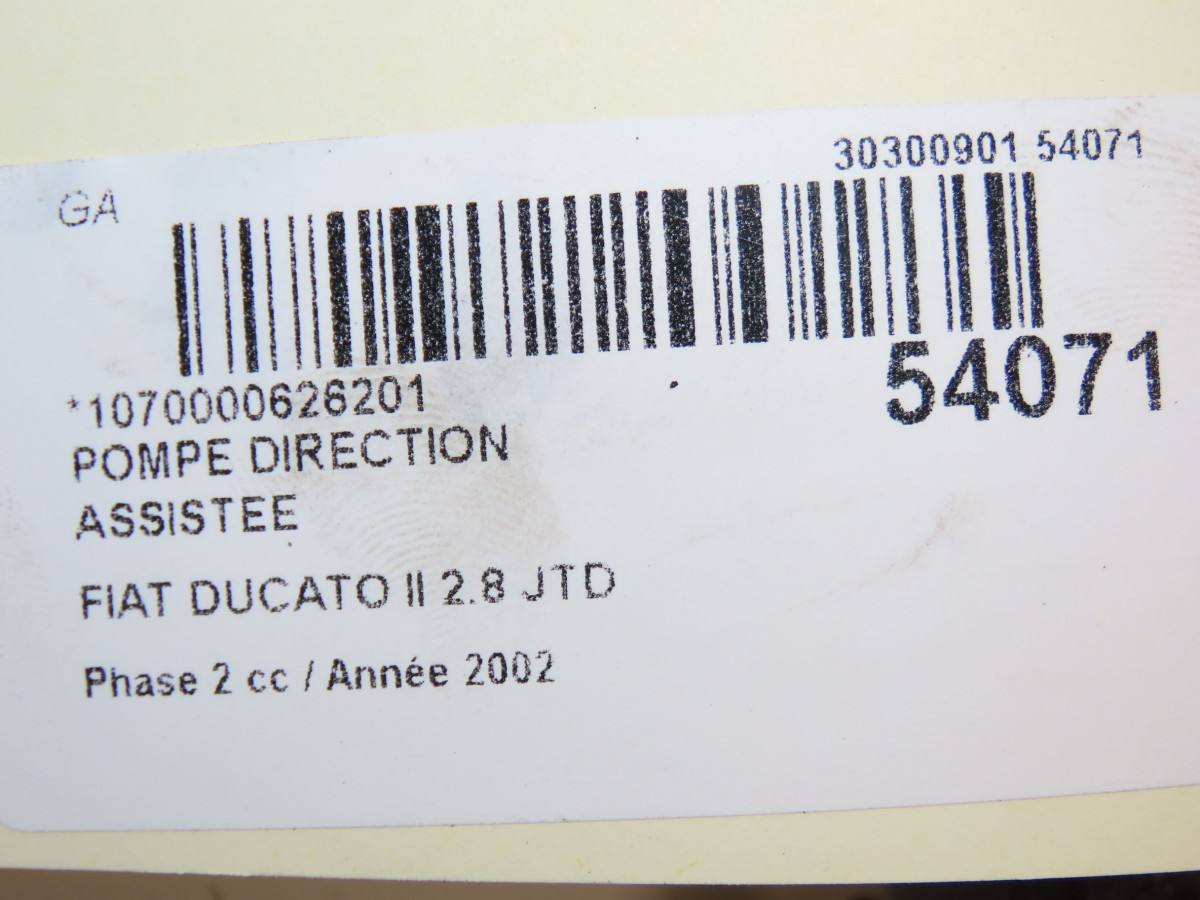 30300901 54071
GA
54071
*1070000626201
POMPE DIRECTION
ASSISTEE
FIAT DUCATO II 2.8 JTD
Phase 2 cc / Année 2002